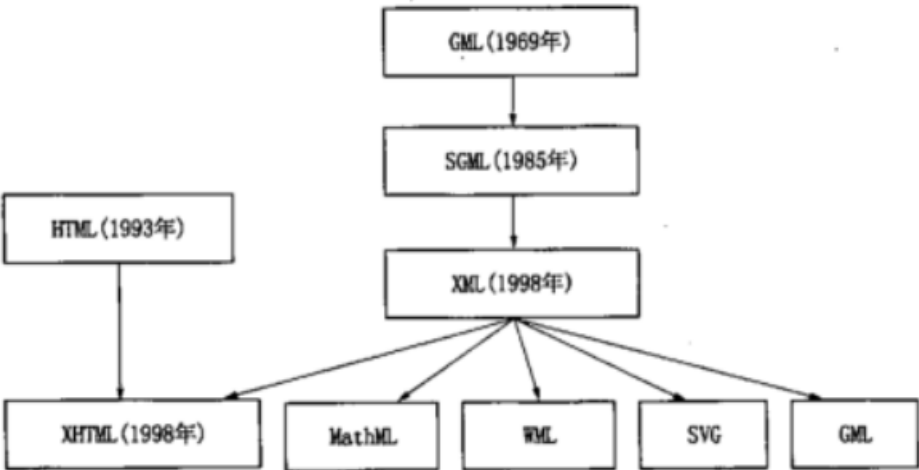 GML(1969年)
SGML(1985年)
HTML(1993年)
XML(1998年)
XHTML(1998年)
MathML
WML
SVG
GML